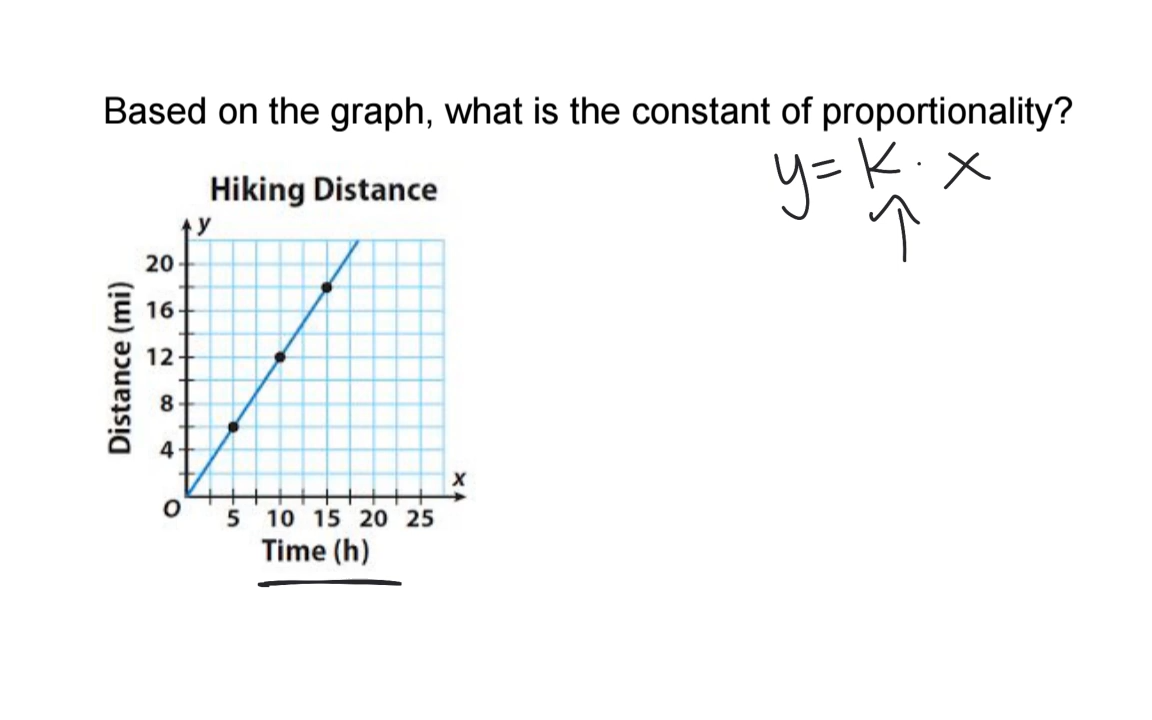 Based on the graph, what is the constant of proportionality?
y = k · x
Hiking Distance
y
20
16
12
8
4
Distance (mi)
O
x
5 10 15 20 25
Time (h)